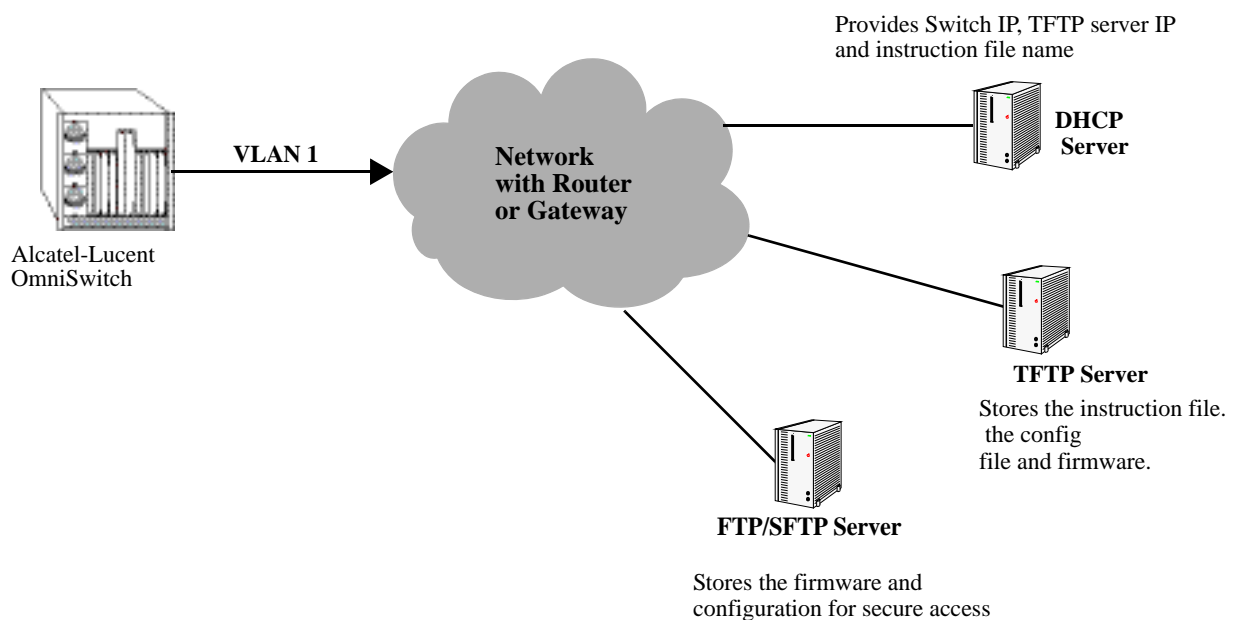 Provides Switch IP, TFTP server IP
and instruction file name
DHCP
Server
VLAN 1
Network
with Router
or Gateway
Alcatel-Lucent
OmniSwitch
TFTP Server
Stores the instruction file.
the config
file and firmware.
FTP/SFTP Server
Stores the firmware and
configuration for secure access